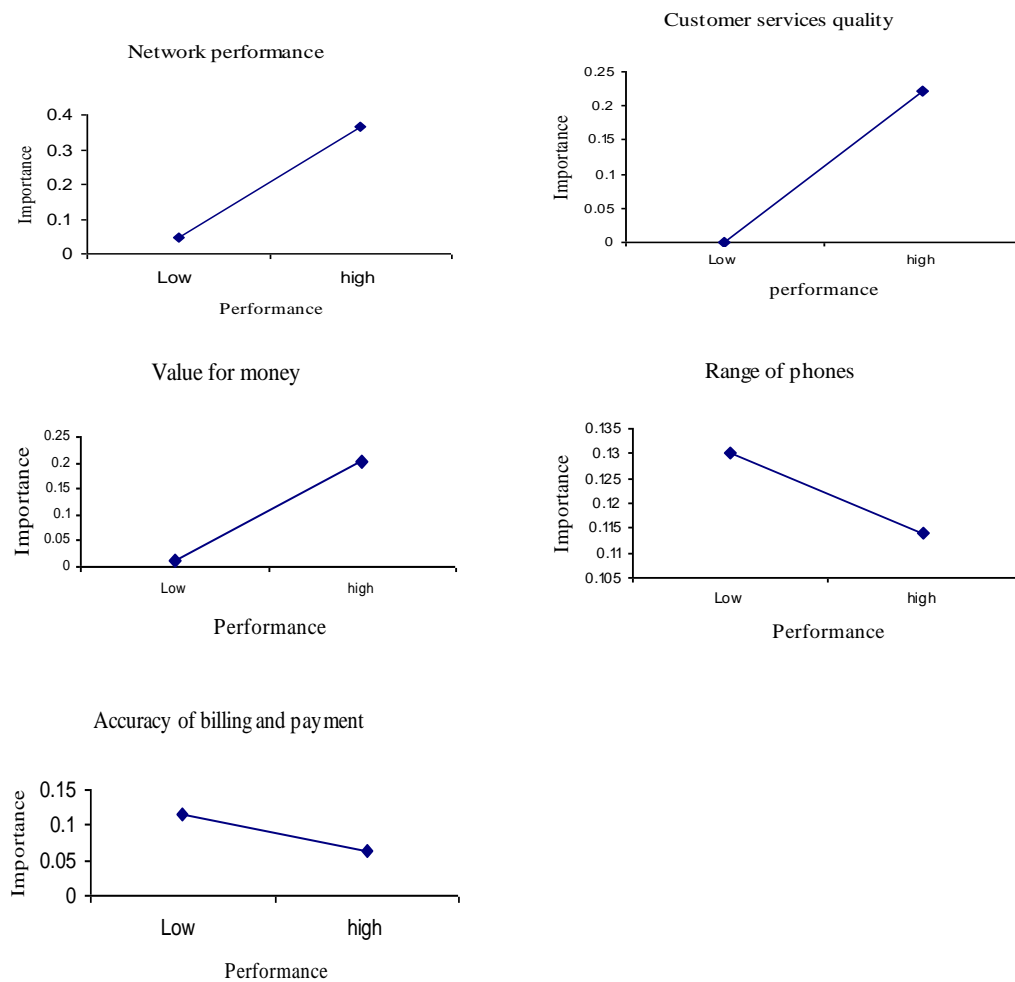 Network performance
Importance
0.4
0.3
0.2
0.1
0
Low high
Performance
Customer services quality
Importance
0.25
0.2
0.15
0.1
0.05
0
Low high
performance
Value for money
Importance
0.25
0.2
0.15
0.1
0.05
0
Low high
Performance
Range of phones
Importance
0.135
0.13
0.125
0.12
0.115
0.11
0.105
Low high
Performance
Accuracy of billing and payment
Importance
0.15
0.1
0.05
0
Low high
Performance